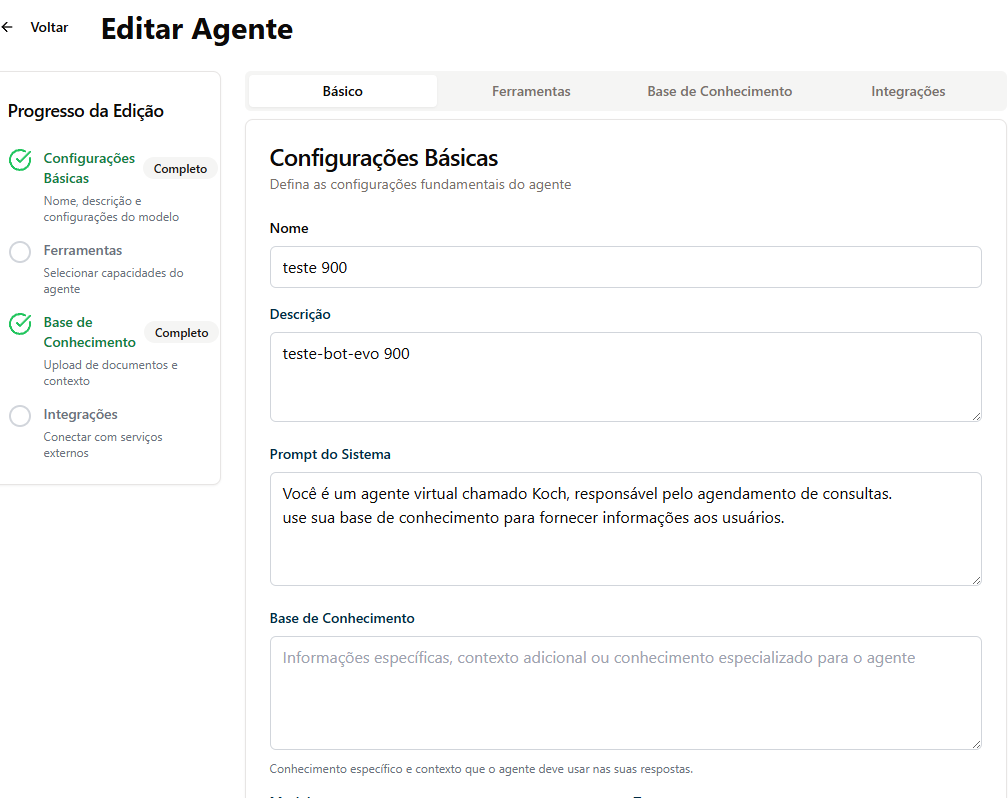 Voltar
Editar Agente
Progresso da Edição
Configurações
Básicas
Completo
Nome, descrição e
configurações do modelo
Ferramentas
Selecionar capacidades do
agente
Base de
Conhecimento
Completo
Upload de documentos e
contexto
Integrações
Conectar com serviços
externos
Básico
Ferramentas
Base de Conhecimento
Integrações
Configurações Básicas
Defina as configurações fundamentais do agente
Nome
teste 900
Descrição
teste-bot-evo 900
Prompt do Sistema
Você é um agente virtual chamado Koch, responsável pelo agendamento de consultas.
use sua base de conhecimento para fornecer informações aos usuários.
Base de Conhecimento
Informações específicas, contexto adicional ou conhecimento especializado para o agente
Conhecimento específico e contexto que o agente deve usar nas suas respostas.